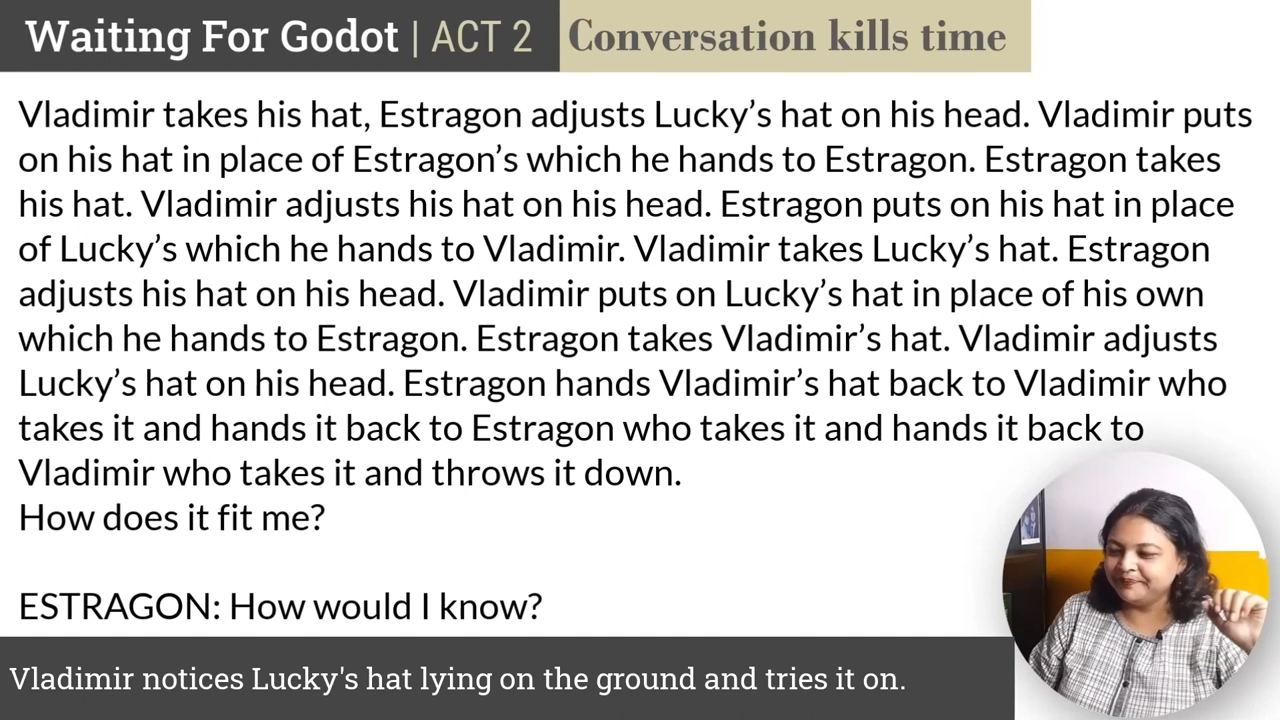 Waiting For Godot | ACT 2 Conversation kills time
Vladimir takes his hat, Estragon adjusts Lucky’s hat on his head. Vladimir puts
on his hat in place of Estragon’s which he hands to Estragon. Estragon takes
his hat. Vladimir adjusts his hat on his head. Estragon puts on his hat in place
of Lucky’s which he hands to Vladimir. Vladimir takes Lucky’s hat. Estragon
adjusts his hat on his head. Vladimir puts on Lucky’s hat in place of his own
which he hands to Estragon. Estragon takes Vladimir’s hat. Vladimir adjusts
Lucky’s hat on his head. Estragon hands Vladimir’s hat back to Vladimir who
takes it and hands it back to Estragon who takes it and hands it back to
Vladimir who takes it and throws it down.
How does it fit me?
ESTRAGON: How would I know?
Vladimir notices Lucky's hat lying on the ground and tries it on.